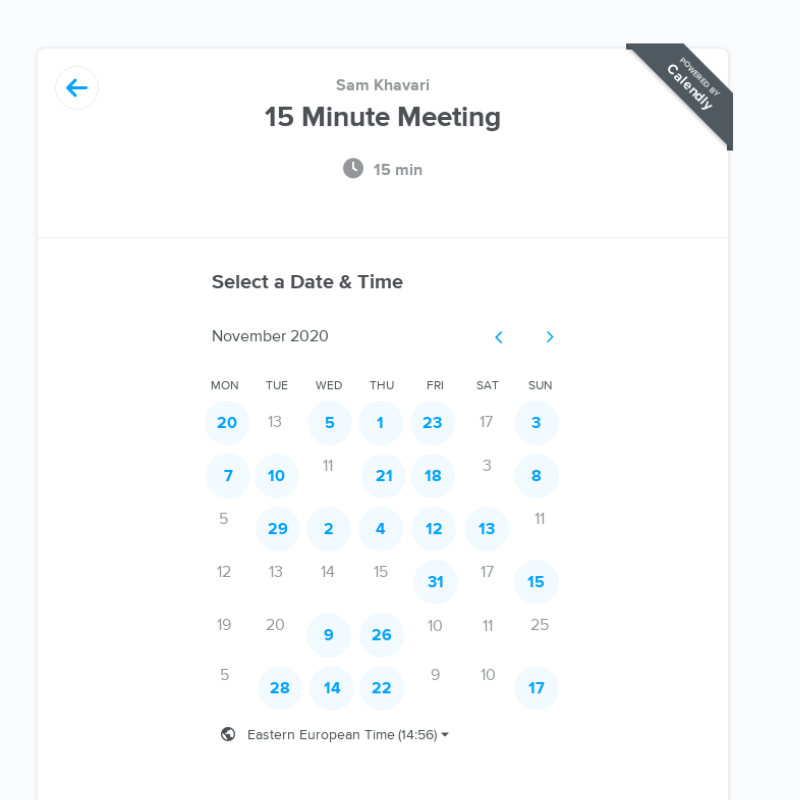 Sam Khavari
POWERED BY
Calendly
15 Minute Meeting
15 min
Select a Date & Time
November 2020
MON TUE WED THU FRI SAT SUN
20 13 5 1 23 17 3
7 10 11 21 18 3 8
5 29 2 4 12 13 11
12 13 14 15 31 17 15
19 20 9 26 10 11 25
5 28 14 22 9 10 17
Eastern European Time (14:56)